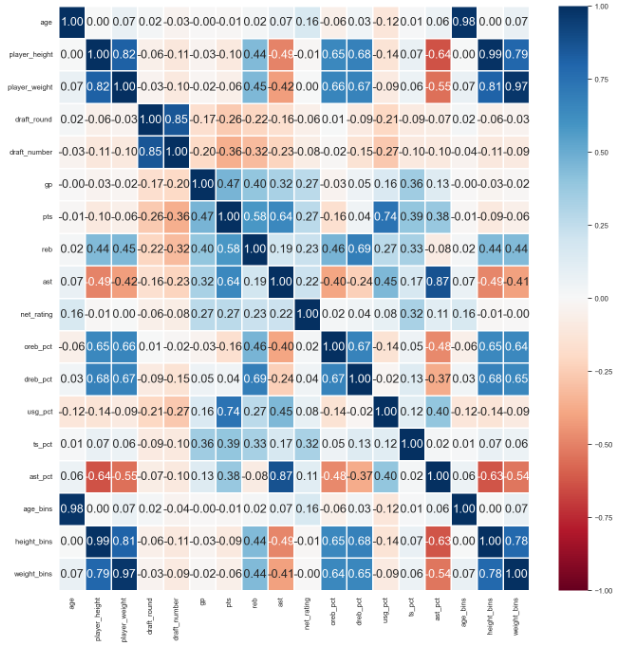 age 1.00 0.00 0.07 0.02 -0.03 -0.00 -0.01 0.02 0.07 0.16 -0.06 0.03 -0.12 0.01 0.06 0.98 0.00 0.07
player_height 0.00 1.00 0.82 -0.06 -0.11 -0.03 -0.10 0.44 -0.49 -0.01 0.65 0.68 -0.14 0.07 -0.64 0.00 0.99 0.79
player_weight 0.07 0.82 1.00 -0.03 -0.10 -0.02 -0.06 0.45 -0.42 0.00 0.66 0.67 -0.09 0.06 -0.55 0.07 0.81 0.97
draft_round 0.02 -0.06 -0.03 1.00 0.85 -0.17 -0.26 -0.22 -0.16 -0.06 0.01 -0.09 -0.21 -0.09 -0.07 0.02 -0.06 -0.03
draft_number -0.03 -0.11 -0.10 0.85 1.00 -0.20 -0.36 -0.32 -0.23 -0.08 -0.02 -0.15 -0.27 -0.10 -0.10 -0.04 -0.11 -0.09
gp -0.00 -0.03 -0.02 -0.17 -0.20 1.00 0.47 0.40 0.32 0.27 -0.03 0.05 0.16 0.36 0.13 -0.00 -0.03 -0.02
pts -0.01 -0.10 -0.06 -0.26 -0.36 0.47 1.00 0.58 0.64 0.27 -0.16 0.04 0.74 0.39 0.38 -0.01 -0.09 -0.06
reb 0.02 0.44 0.45 -0.22 -0.32 0.40 0.58 1.00 0.19 0.23 0.46 0.69 0.27 0.33 -0.08 0.02 0.44 0.44
ast 0.07 -0.49 -0.42 -0.16 -0.23 0.32 0.64 0.19 1.00 0.22 -0.40 -0.24 0.45 0.17 0.87 0.07 -0.49 -0.41
net_rating 0.16 -0.01 0.00 -0.06 -0.08 0.27 0.27 0.23 0.22 1.00 0.02 0.04 0.08 0.32 0.11 0.16 -0.01 -0.00
oreb_pct -0.06 0.65 0.66 0.01 -0.02 -0.03 -0.16 0.46 -0.40 0.02 1.00 0.67 -0.14 0.05 -0.48 -0.06 0.65 0.64
dreb_pct 0.03 0.68 0.67 -0.09 -0.15 0.05 0.04 0.69 -0.24 0.04 0.67 1.00 -0.02 0.13 -0.37 0.03 0.68 0.65
usg_pct -0.12 -0.14 -0.09 -0.21 -0.27 0.16 0.74 0.27 0.45 0.08 -0.14 -0.02 1.00 0.12 0.40 -0.12 -0.14 -0.09
ts_pct 0.01 0.07 0.06 -0.09 -0.10 0.36 0.39 0.33 0.17 0.32 0.05 0.13 0.12 1.00 0.02 0.01 0.07 0.06
ast_pct 0.06 -0.64 -0.55 -0.07 -0.10 0.13 0.38 -0.08 0.87 0.11 -0.48 -0.37 0.40 0.02 1.00 0.06 -0.63 -0.54
age_bins 0.98 0.00 0.07 0.02 -0.04 -0.00 -0.01 0.02 0.07 0.16 -0.06 0.03 -0.12 0.01 0.06 1.00 0.00 0.07
height_bins 0.00 0.99 0.81 -0.06 -0.11 -0.03 -0.09 0.44 -0.49 -0.01 0.65 0.68 -0.14 0.07 -0.63 0.00 1.00 0.78
weight_bins 0.07 0.79 0.97 -0.03 -0.09 -0.02 -0.06 0.44 -0.41 -0.00 0.64 0.65 -0.09 0.06 -0.54 0.07 0.78 1.00
age player_height player_weight draft_round draft_number gp pts reb ast net_rating oreb_pct dreb_pct usg_pct ts_pct ast_pct age_bins height_bins weight_bins
1.00
0.75
0.50
0.25
0.00
-0.25
-0.50
-0.75
-1.00